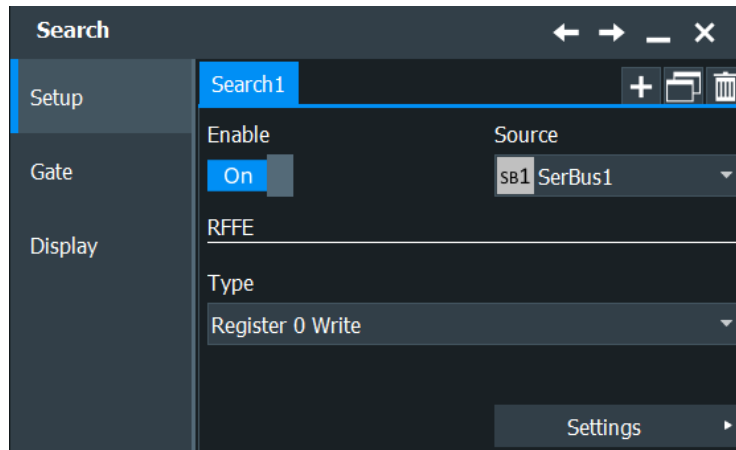 Search
Setup
Gate
Display
Search1
Enable
Source
On
SB1 SerBus1
RFFE
Type
Register 0 Write
Settings